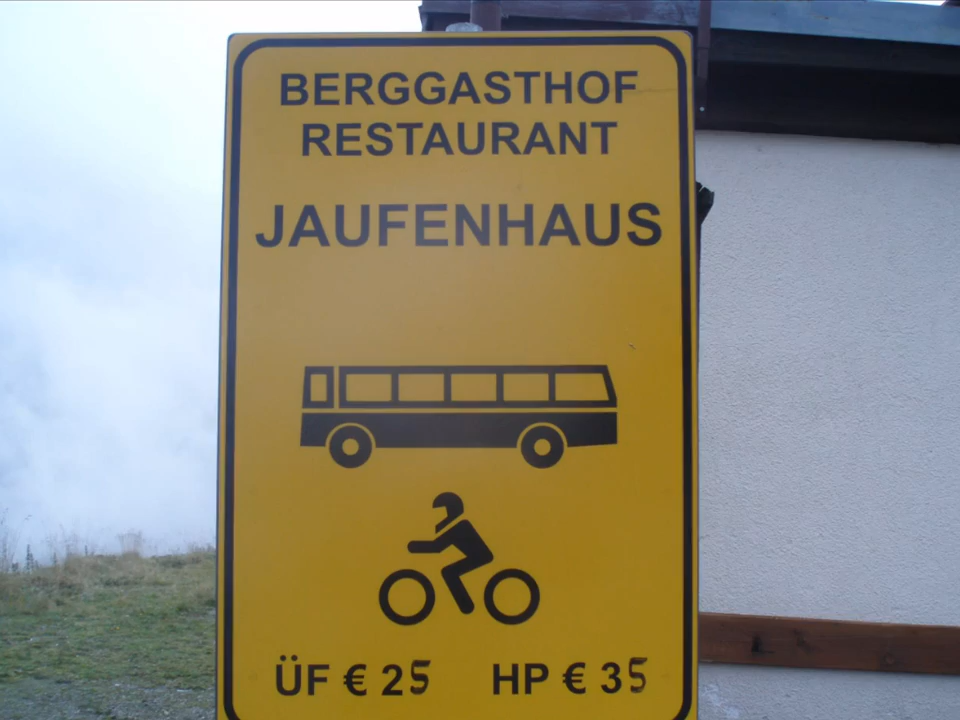 BERGGASTHOF
RESTAURANT
JAUFENHAUS
ÜF € 25 HP € 35